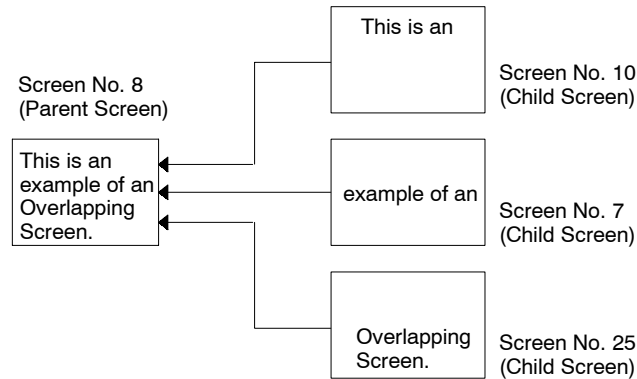 Screen No. 8
(Parent Screen)
This is an
example of an
Overlapping
Screen.
This is an
Screen No. 10
(Child Screen)
example of an
Screen No. 7
(Child Screen)
Overlapping
Screen.
Screen No. 25
(Child Screen)